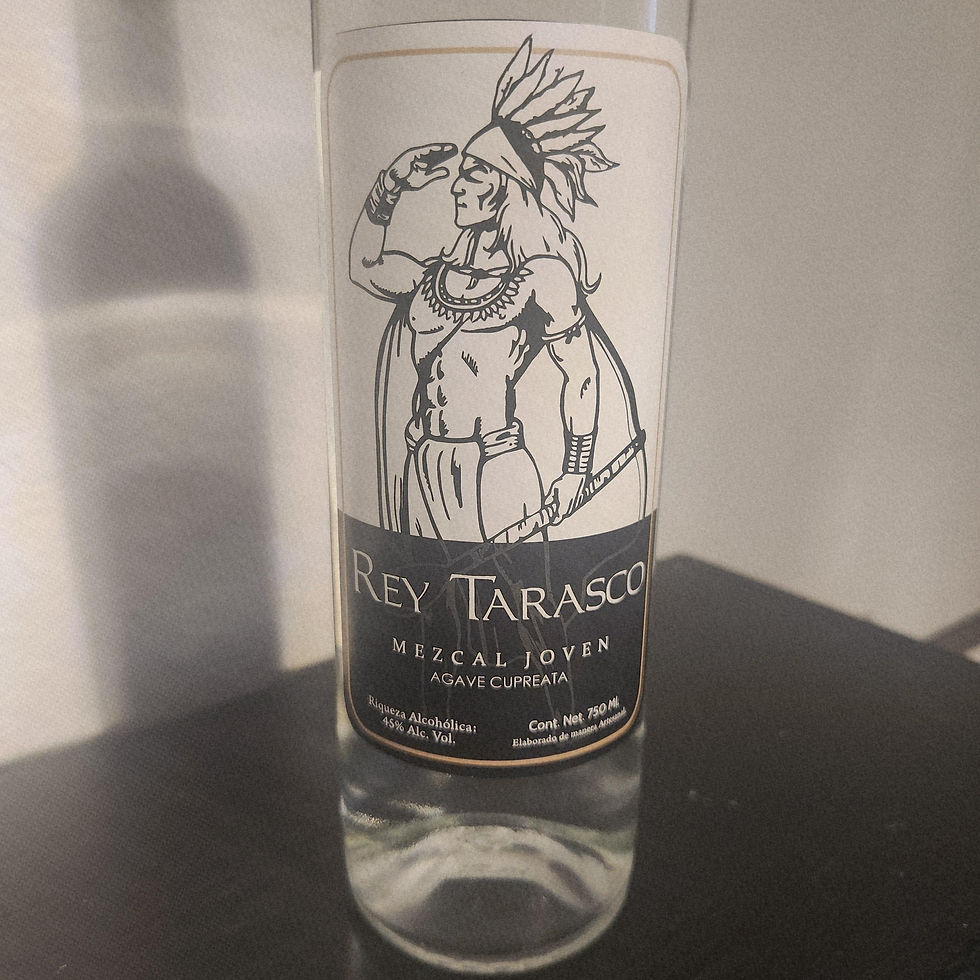 REY TARASCO
MEZCAL JOVEN
AGAVE CUPREATA
Riqueza Alcohólica:
45% Alc. Vol.
Cont. Net. 750 Ml.
Elaborado de manera Artesanal